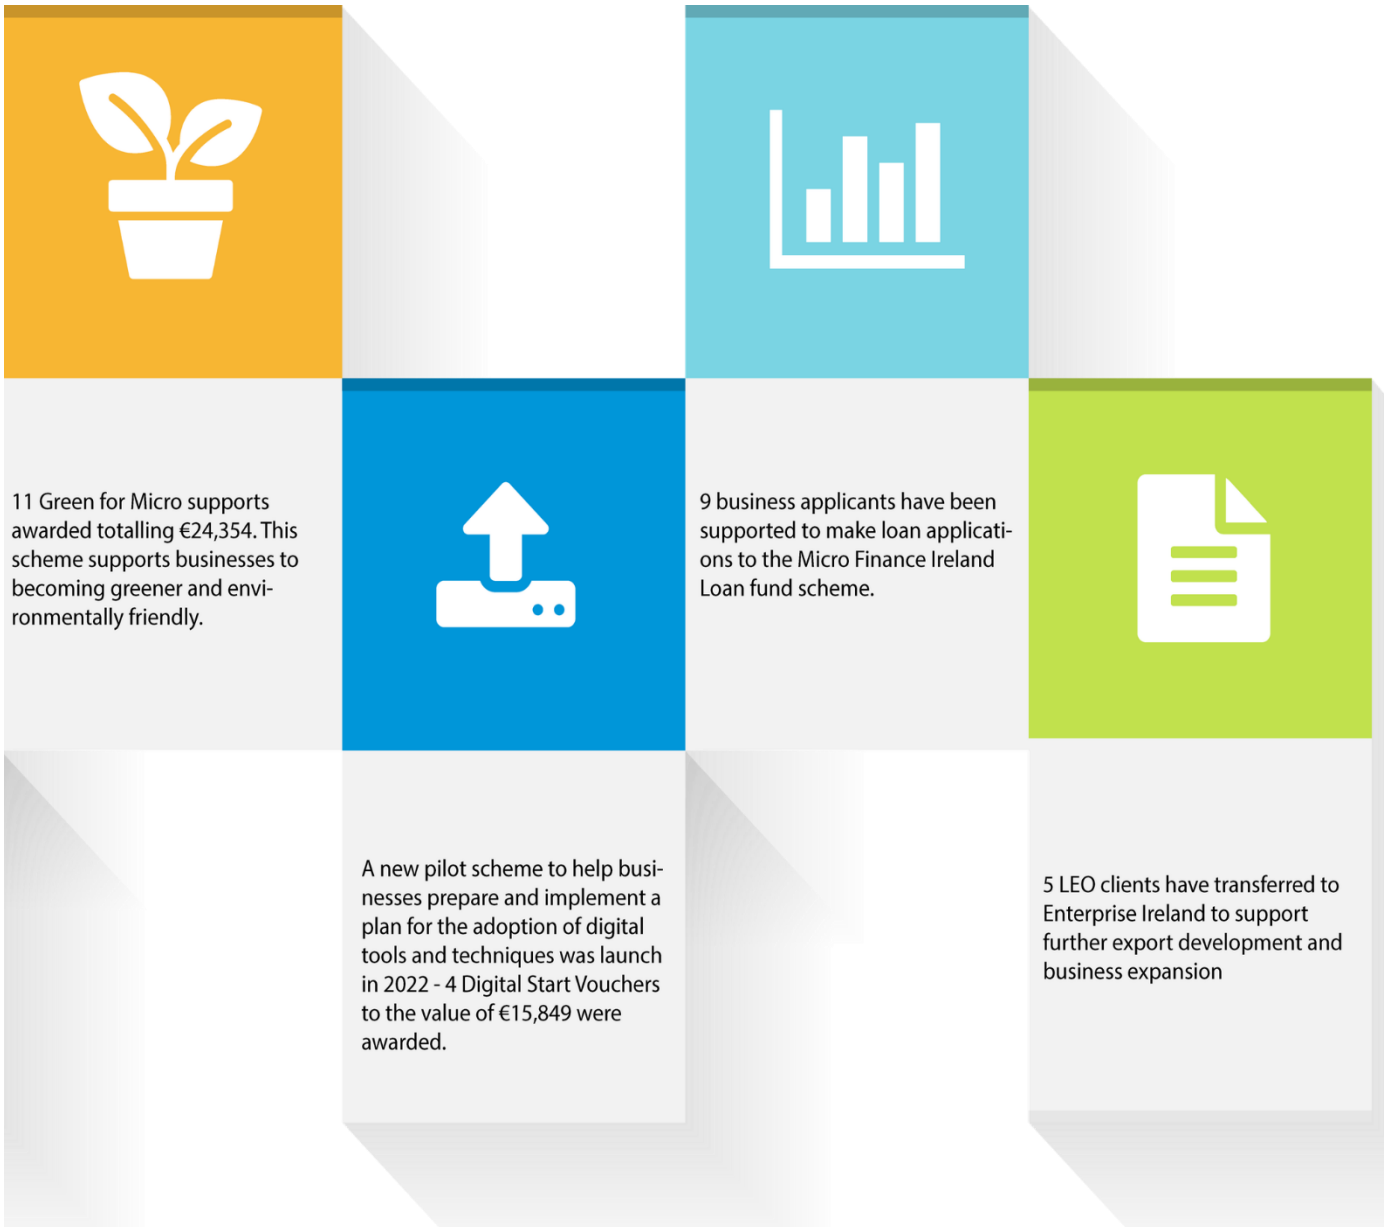 11 Green for Micro supports
awarded totalling €24,354. This
scheme supports businesses to
becoming greener and envi-
ronmentally friendly.
A new pilot scheme to help busi-
nesses prepare and implement a
plan for the adoption of digital
tools and techniques was launch
in 2022 - 4 Digital Start Vouchers
to the value of €15,849 were
awarded.
9 business applicants have been
supported to make loan applicati-
ons to the Micro Finance Ireland
Loan fund scheme.
5 LEO clients have transferred to
Enterprise Ireland to support
further export development and
business expansion